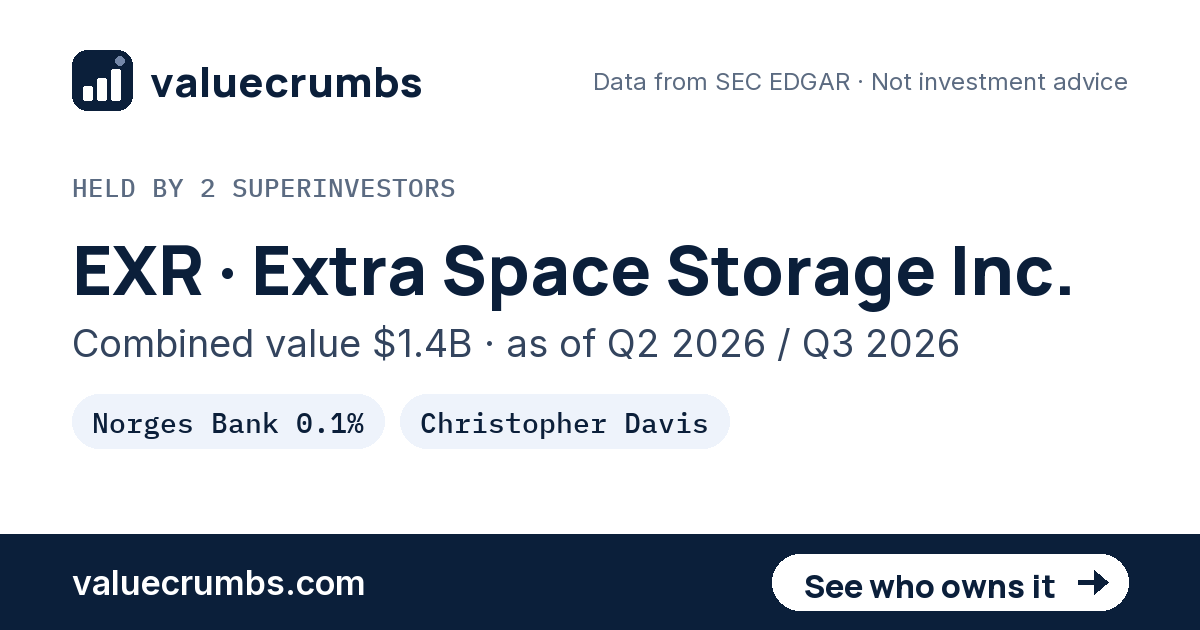 valuecrumbs
Data from SEC EDGAR · Not investment advice
HELD BY 2 SUPERINVESTORS
EXR · Extra Space Storage Inc.
Combined value $1.4B · as of Q2 2026 / Q3 2026
Norges Bank 0.1%
Christopher Davis
valuecrumbs.com
See who owns it →